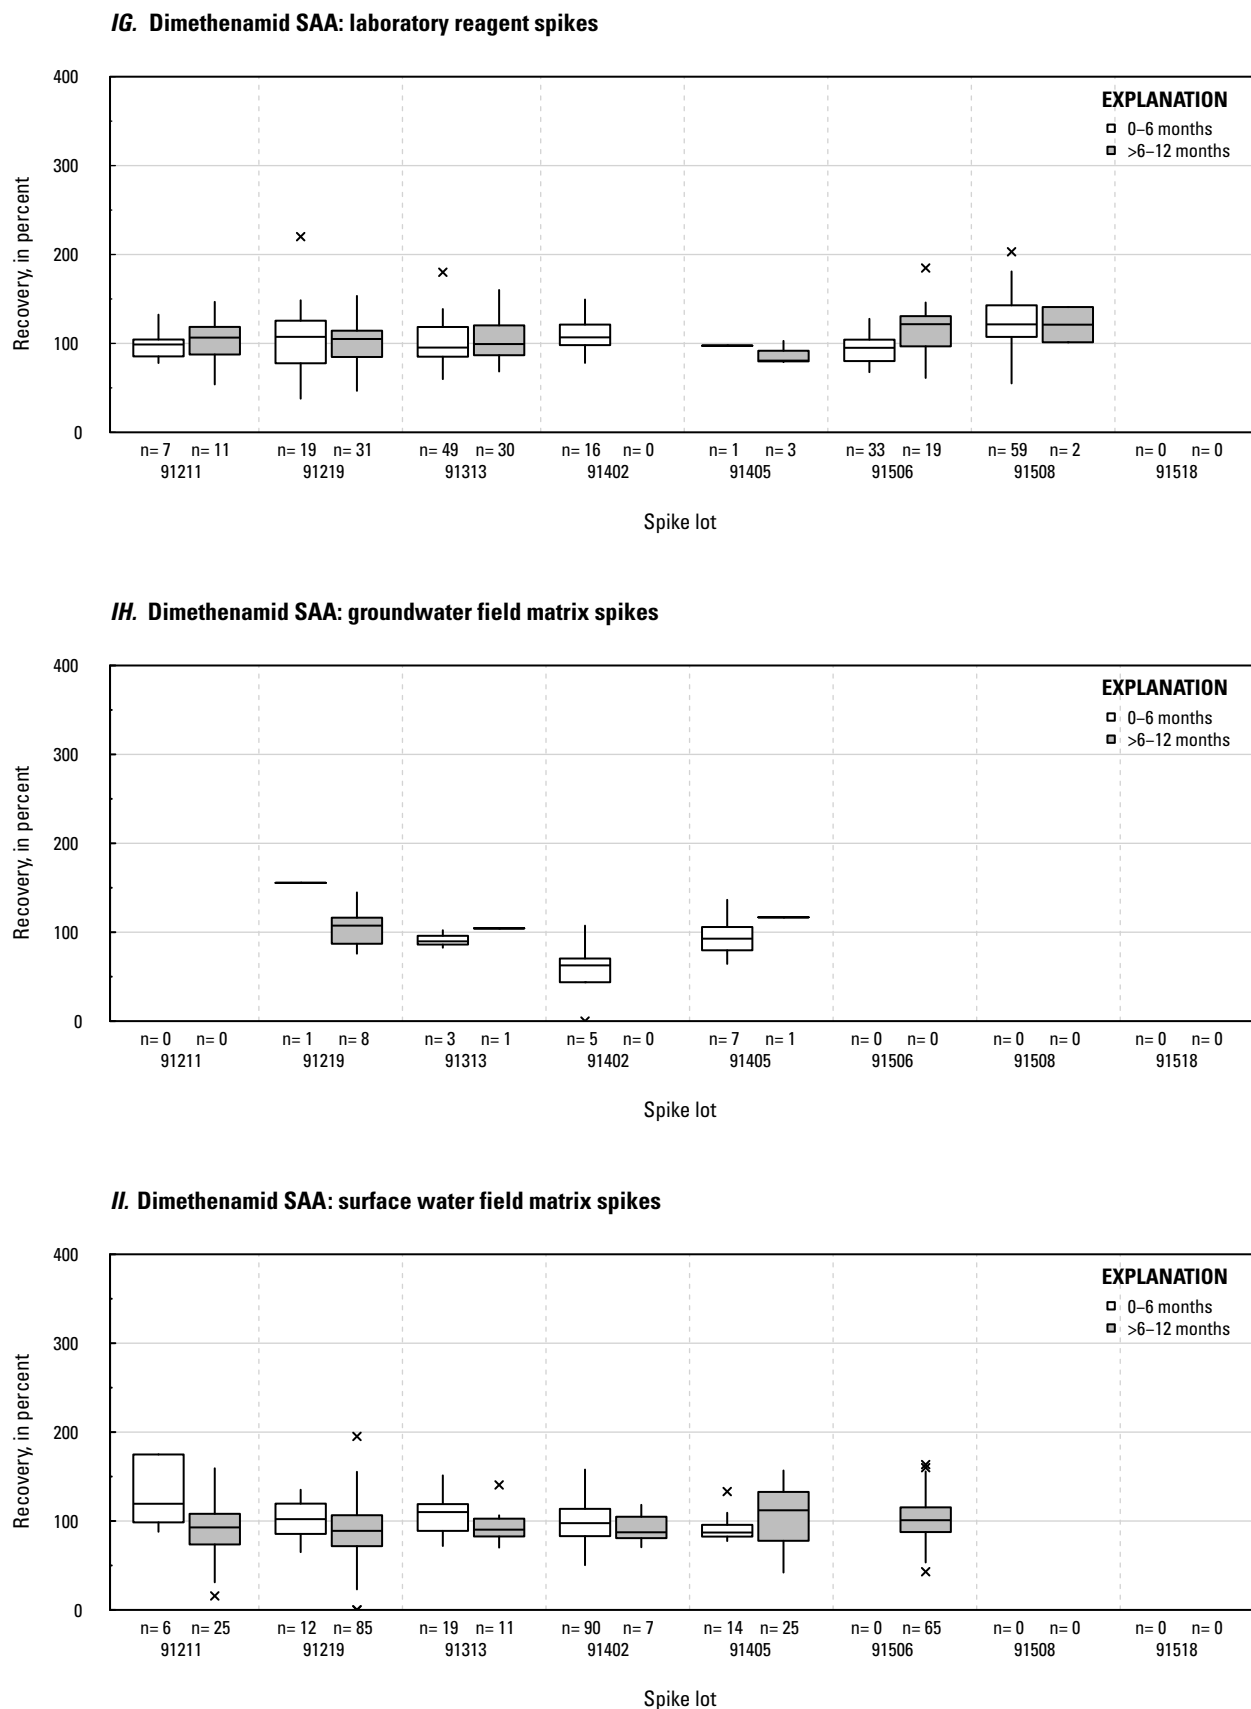 IG. Dimethenamid SAA: laboratory reagent spikes
Recovery, in percent
400
300
200
100
0
EXPLANATION
0–6 months
>6–12 months
n= 7 n= 11 n= 19 n= 31 n= 49 n= 30 n= 16 n= 0 n= 1 n= 3 n= 33 n= 19 n= 59 n= 2 n= 0 n= 0
91211 91219 91313 91402 91405 91506 91508 91518
Spike lot
IH. Dimethenamid SAA: groundwater field matrix spikes
Recovery, in percent
400
300
200
100
0
EXPLANATION
0–6 months
>6–12 months
n= 0 n= 0 n= 1 n= 8 n= 3 n= 1 n= 5 n= 0 n= 7 n= 1 n= 0 n= 0 n= 0 n= 0 n= 0 n= 0
91211 91219 91313 91402 91405 91506 91508 91518
Spike lot
II. Dimethenamid SAA: surface water field matrix spikes
Recovery, in percent
400
300
200
100
0
EXPLANATION
0–6 months
>6–12 months
n= 6 n= 25 n= 12 n= 85 n= 19 n= 11 n= 90 n= 7 n= 14 n= 25 n= 0 n= 65 n= 0 n= 0 n= 0 n= 0
91211 91219 91313 91402 91405 91506 91508 91518
Spike lot